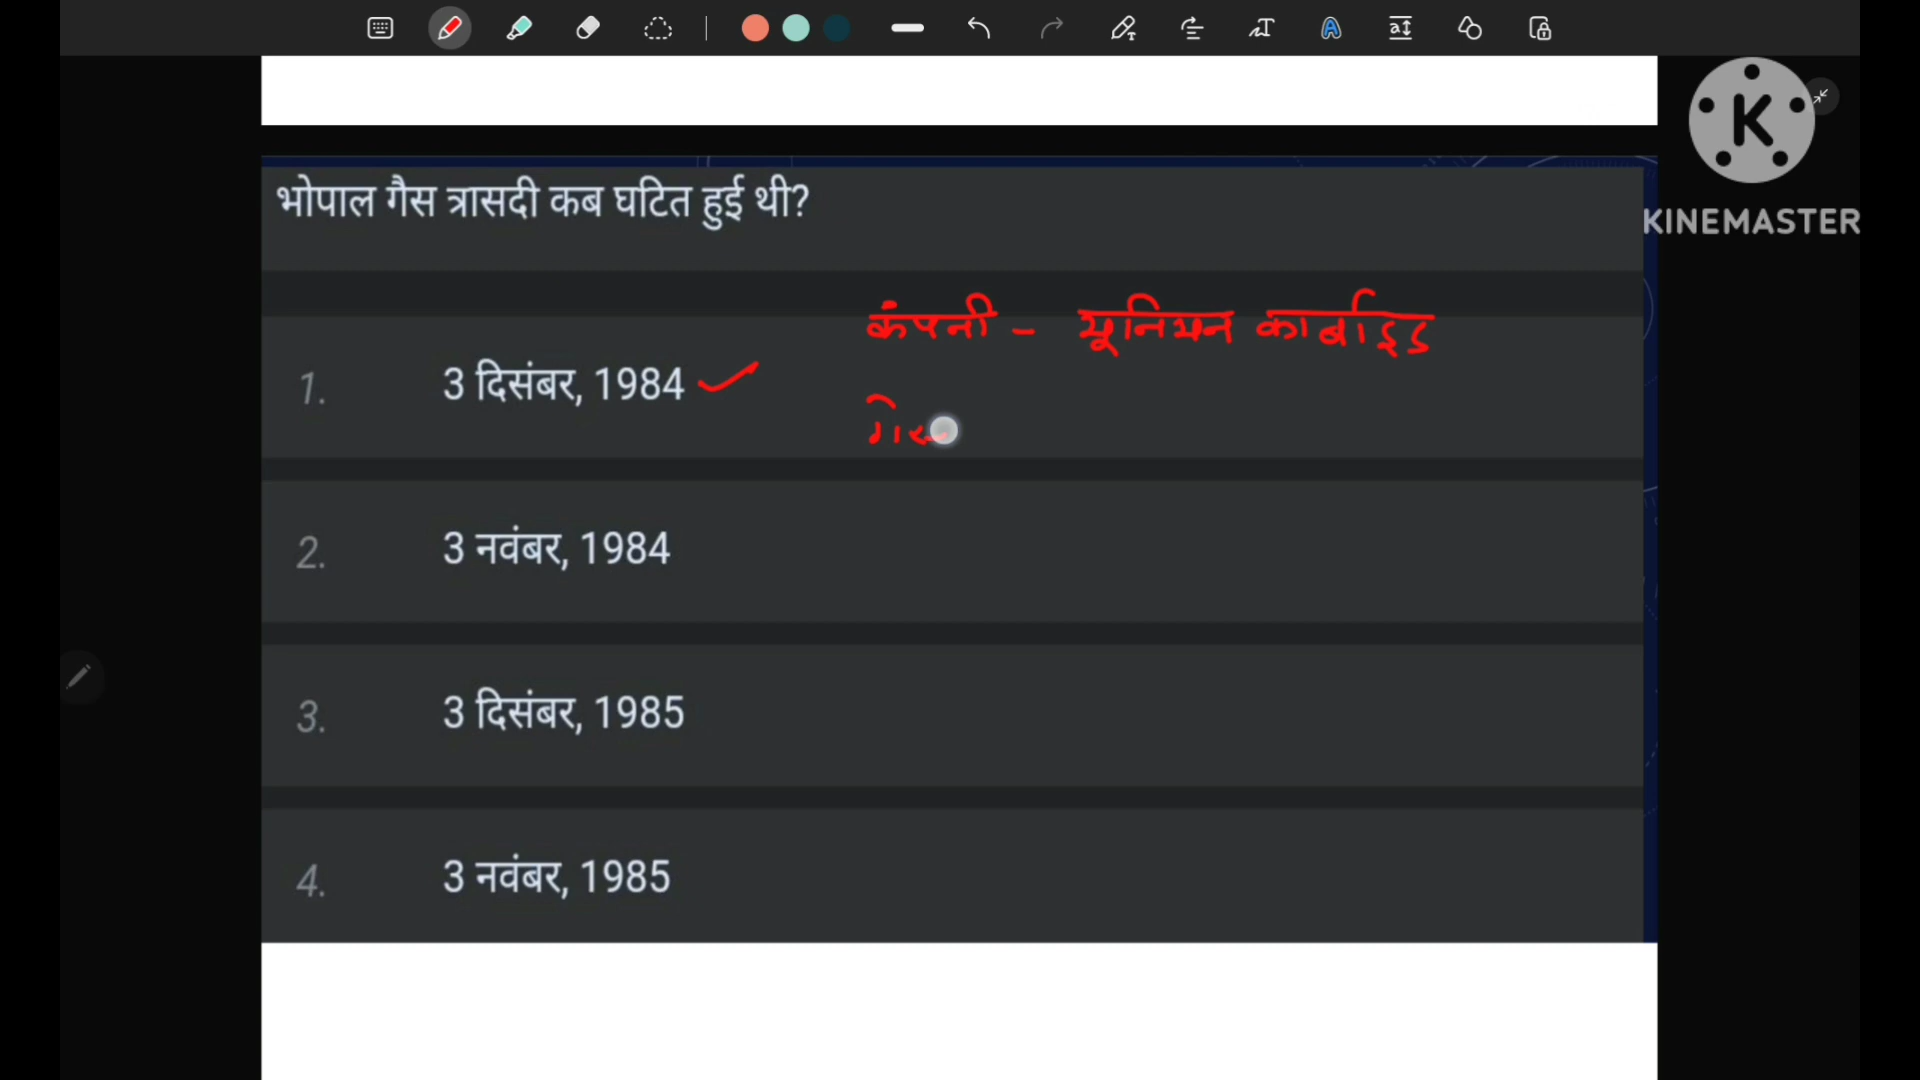 भोपाल गैस त्रासदी कब घटित हुई थी?
कंपनी - यूनियन कार्बाइड
1. 3 दिसंबर, 1984
2. 3 नवंबर, 1984
3. 3 दिसंबर, 1985
4. 3 नवंबर, 1985
K
KINEMASTER